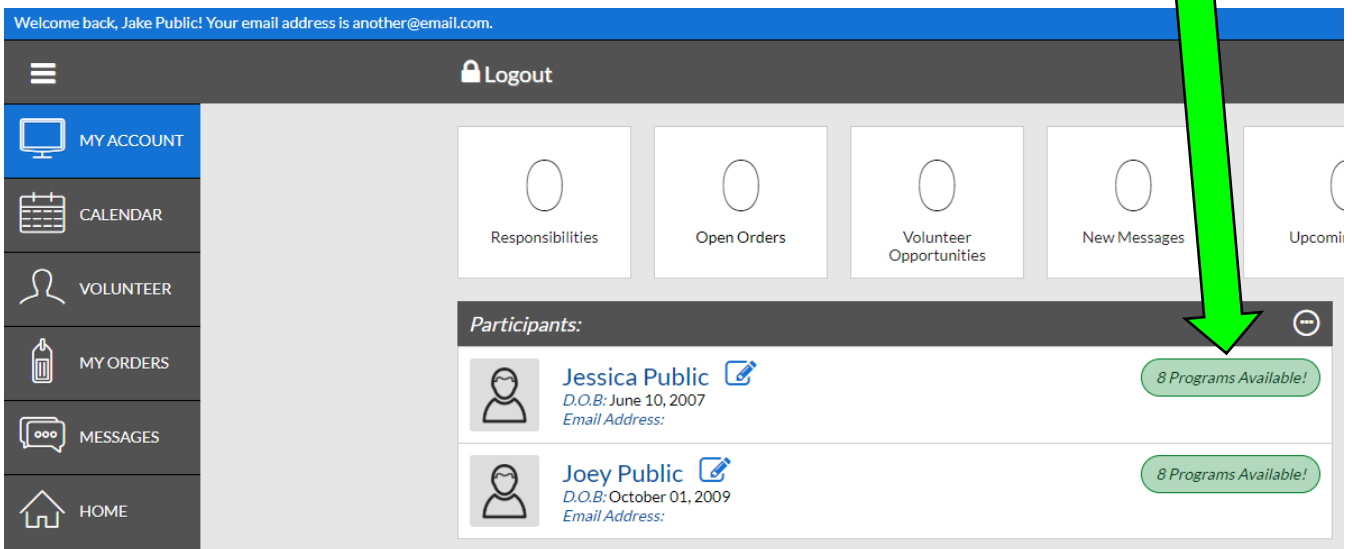 Welcome back, Jake Public! Your email address is another@email.com.
Logout
MY ACCOUNT
CALENDAR
VOLUNTEER
MY ORDERS
MESSAGES
HOME
0
Responsibilities
0
Open Orders
0
Volunteer
Opportunities
0
New Messages
Participants:
Jessica Public
8 Programs Available!
D.O.B: June 10, 2007
Email Address:
Joey Public
8 Programs Available!
D.O.B: October 01, 2009
Email Address: